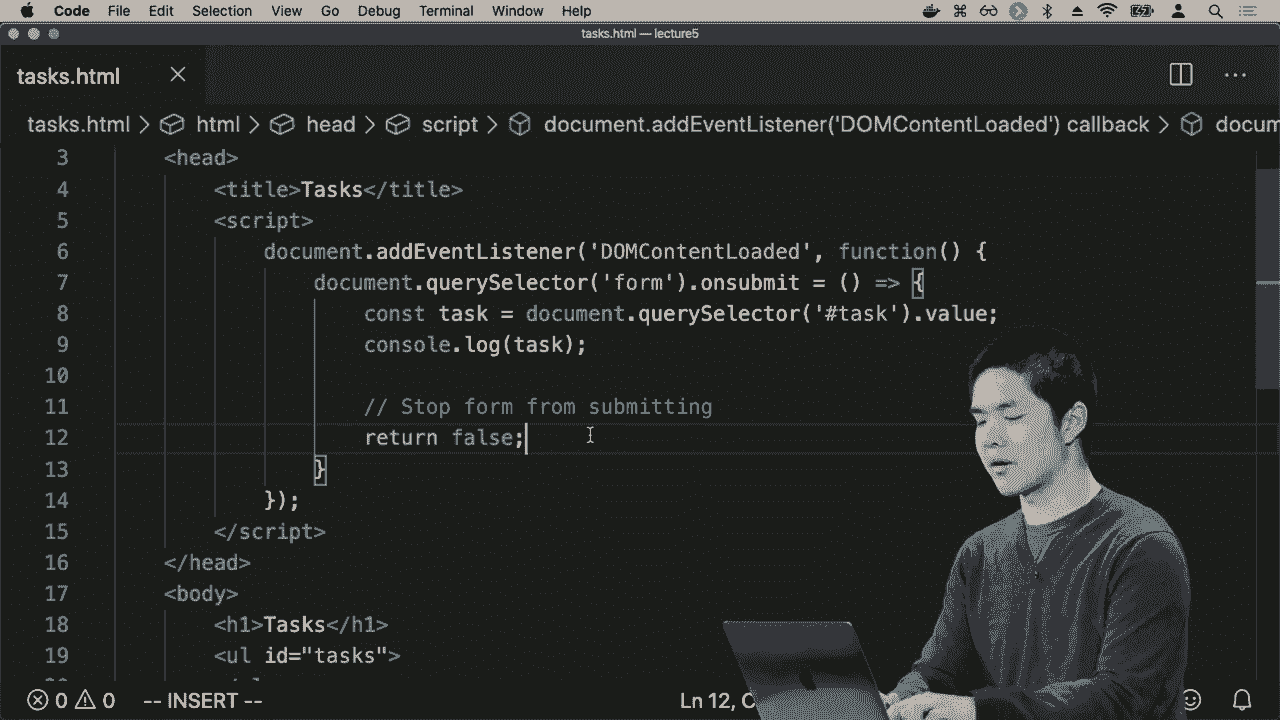 Code File Edit Selection View Go Debug Terminal Window Help
tasks.html — lecture5
tasks.html
tasks.html > html > head > script > document.addEventListener('DOMContentLoaded') callback > docum
3 <head>
4 <title>Tasks</title>
5 <script>
6 document.addEventListener('DOMContentLoaded', function() {
7 document.querySelector('form').onsubmit = () => {
8 const task = document.querySelector('#task').value;
9 console.log(task);
10
11 // Stop form from submitting
12 return false;
13 }
14 });
15 </script>
16 </head>
17 <body>
18 <h1>Tasks</h1>
19 <ul id="tasks">
0 0 -- INSERT -- Ln 12, C